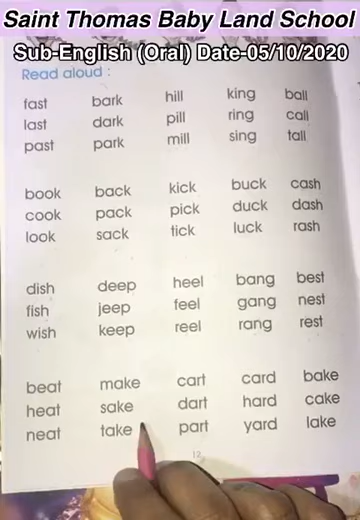 Saint Thomas Baby Land School
Sub-English (Oral) Date-05/10/2020
Read aloud :
fast bark hill king ball
last dark pill ring call
past park mill sing tall
book back kick buck cash
cook pack pick duck dash
look sack tick luck rash
dish deep heel bang best
fish jeep feel gang nest
wish keep reel rang rest
beat make cart card bake
heat sake dart hard cake
neat take part yard lake
12